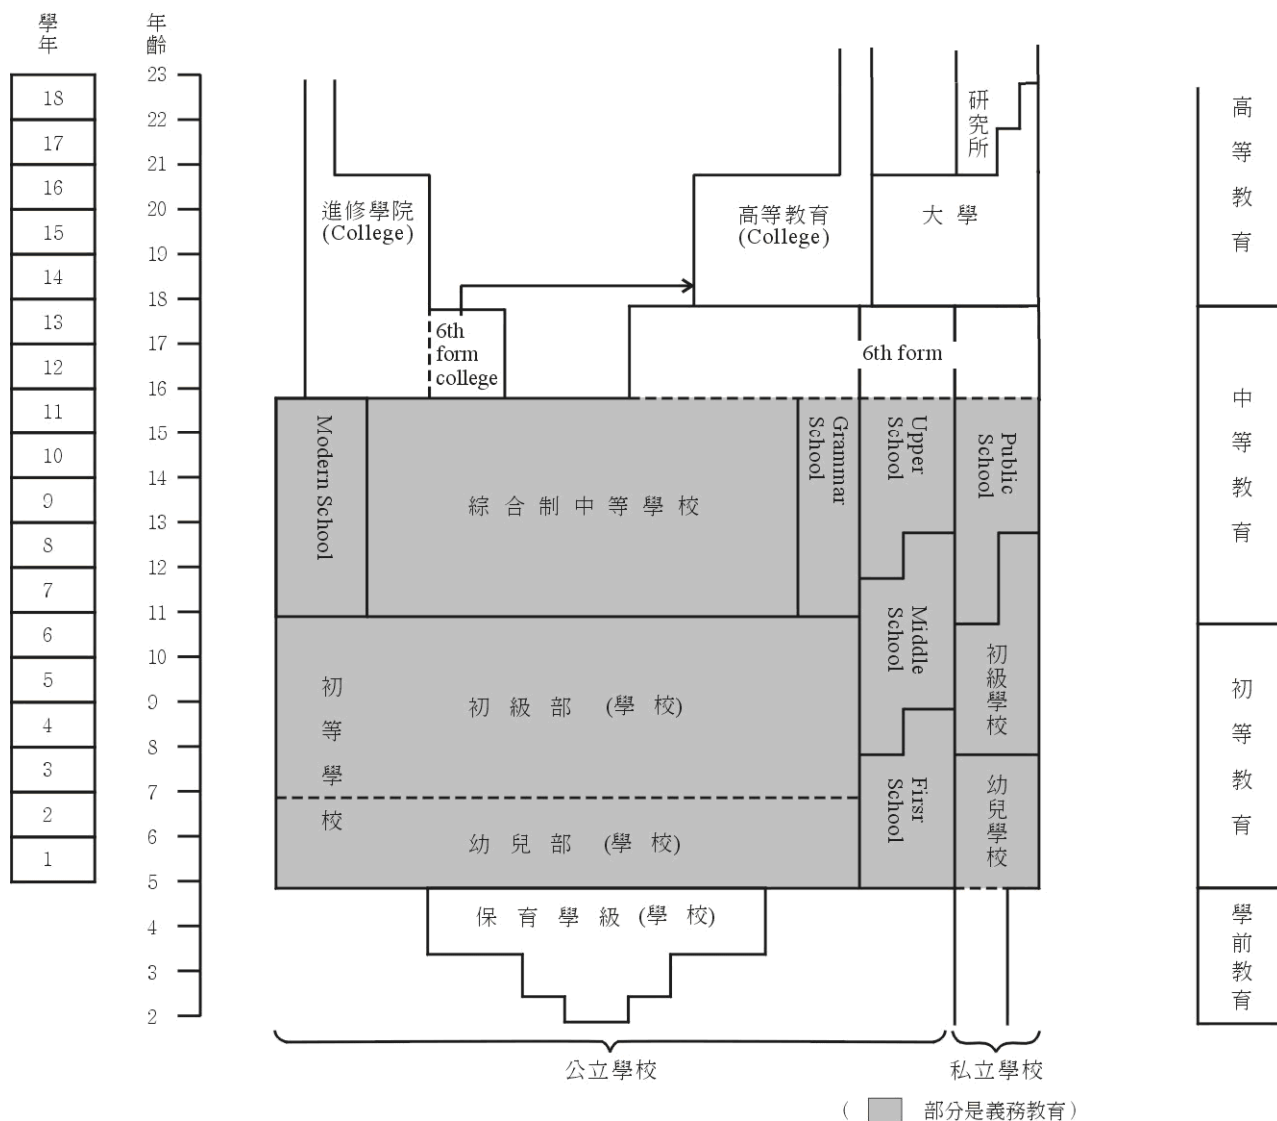 學年
年齡
18
17
16
15
14
13
12
11
10
9
8
7
6
5
4
3
2
1
23
22
21
20
19
18
17
16
15
14
13
12
11
10
9
8
7
6
5
4
3
2
研究所
進修學院
(College)
高等教育
(College)
大學
6th
form
college
6th form
Modern School
綜合制中等學校
Grammar
School
Upper
School
Public
School
Middle
School
初級學校
初等學校
初級部 (學校)
Firsr
School
幼兒學校
幼兒部 (學校)
保育學級 (學校)
高等教育
中等教育
初等教育
學前教育
公立學校
私立學校
( 部分是義務教育)